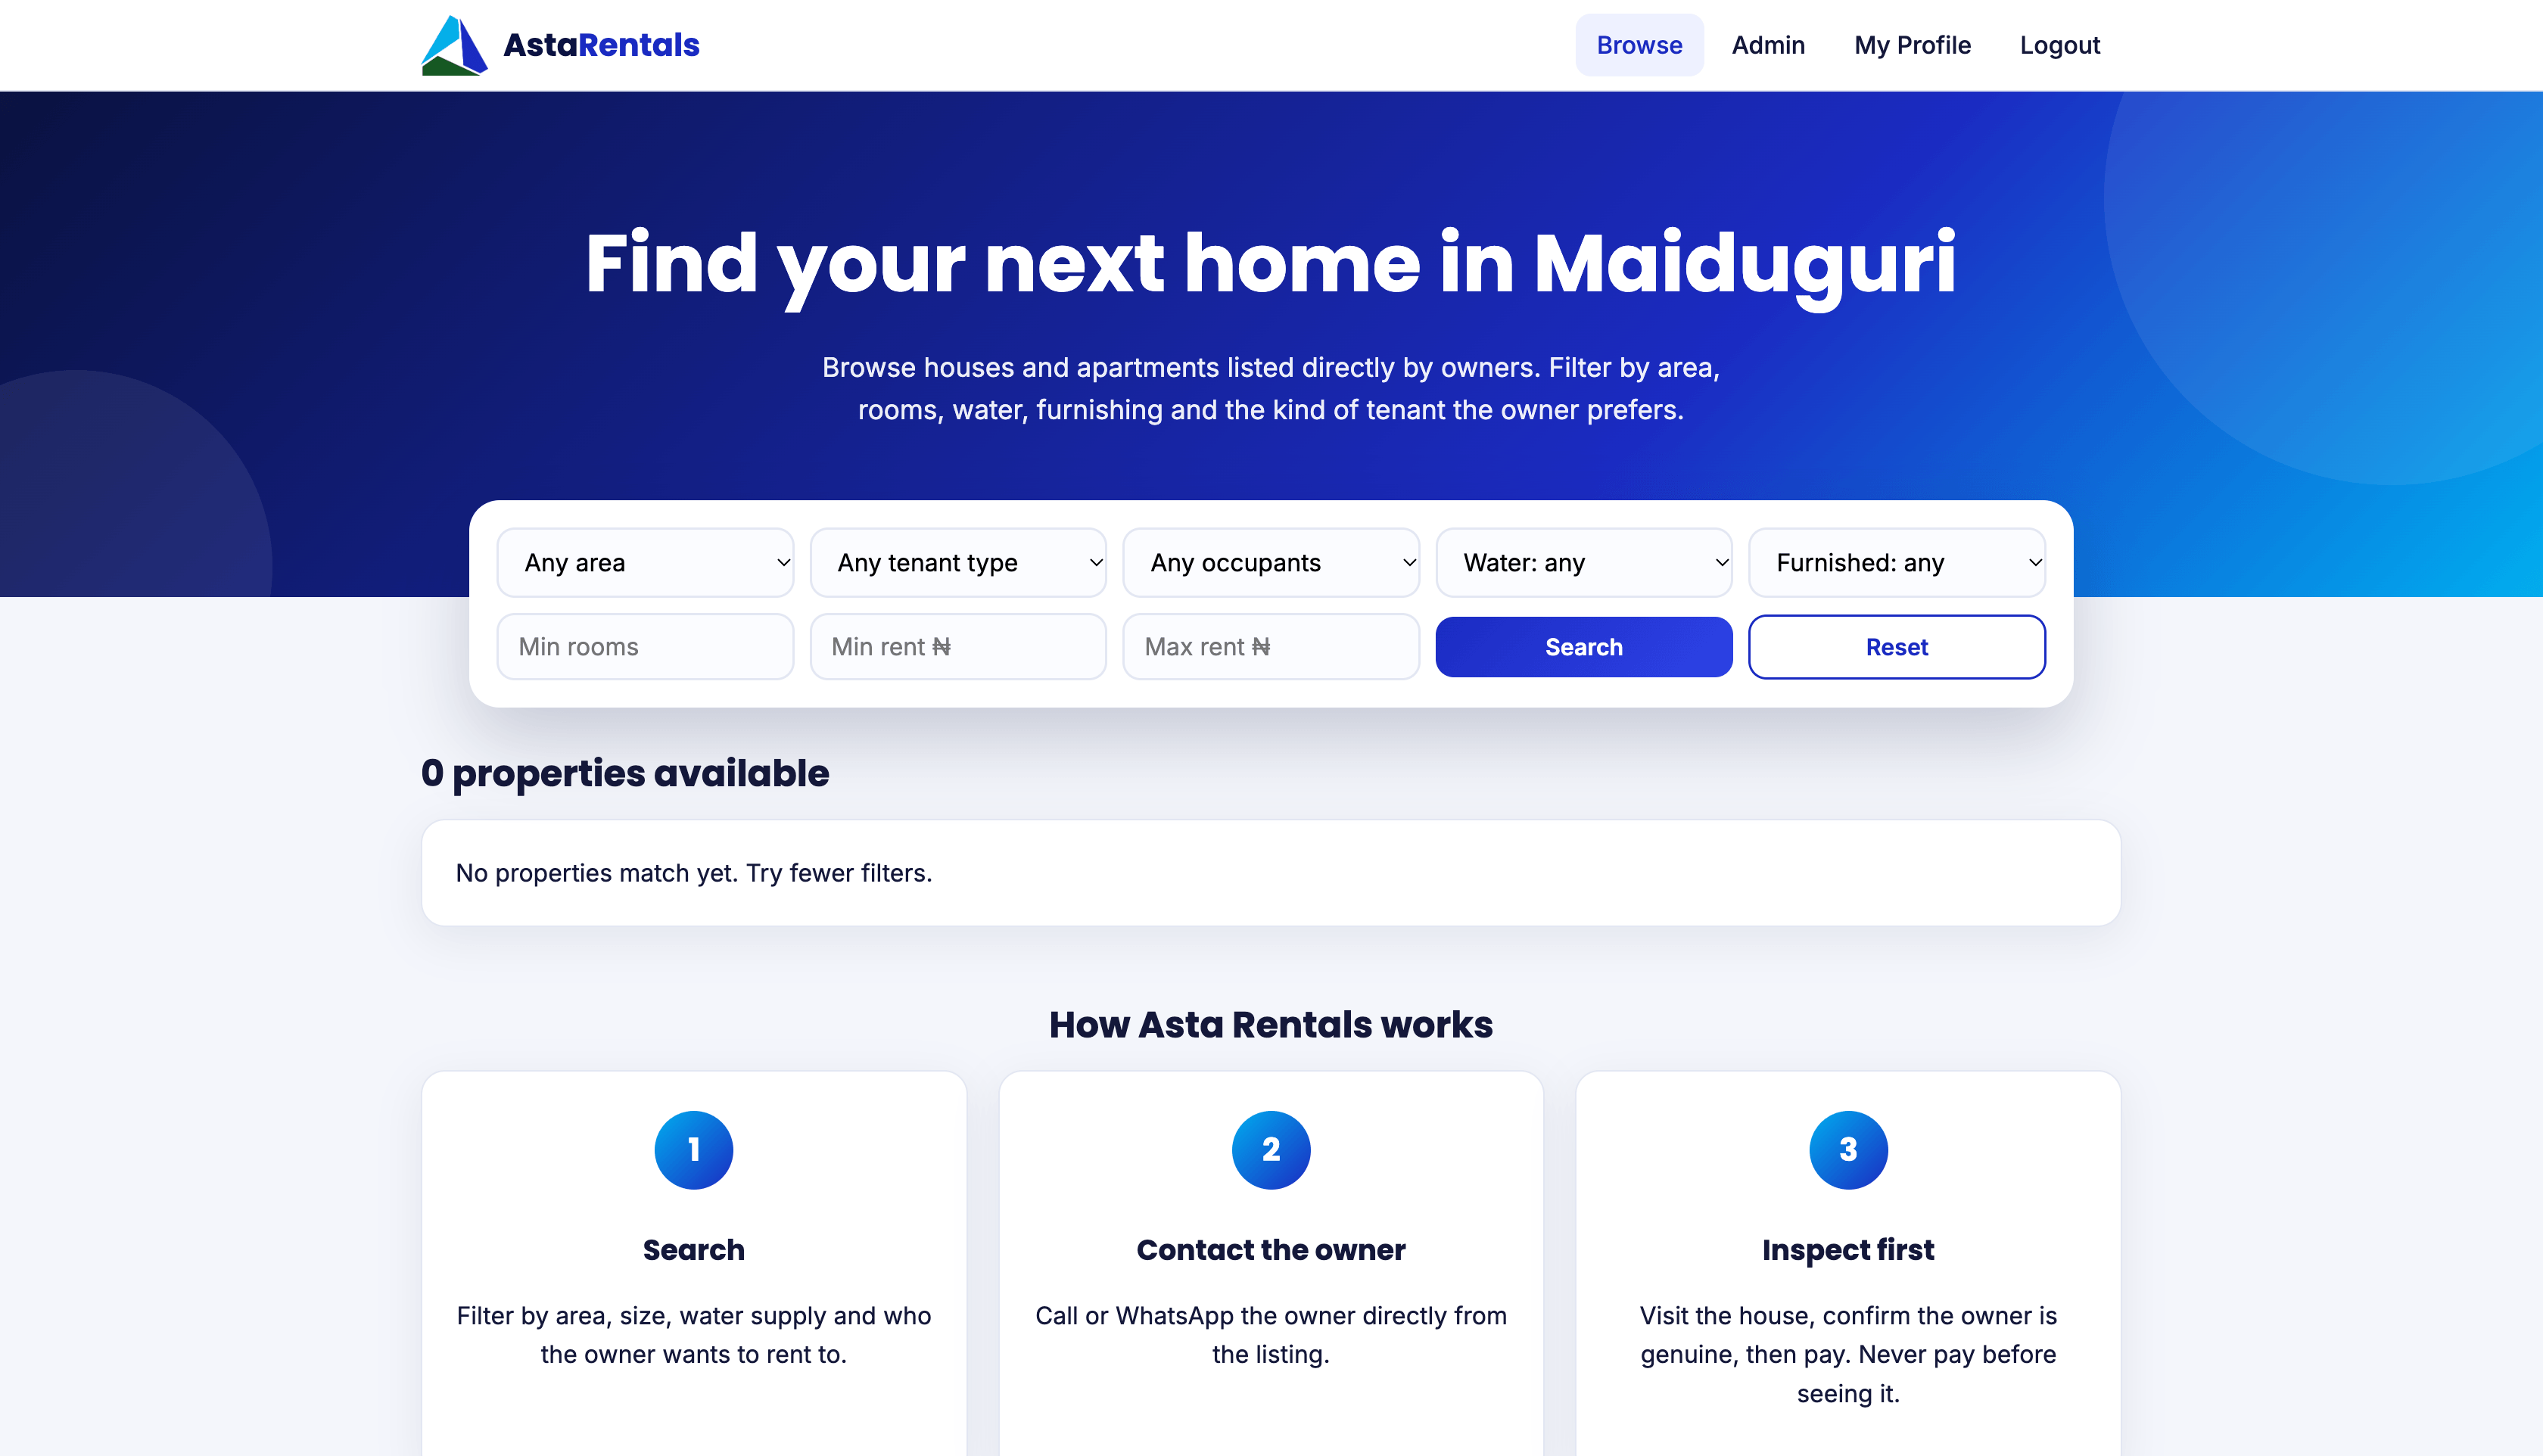 AstaRentals
Browse
Admin
My Profile
Logout
Find your next home in Maiduguri
Browse houses and apartments listed directly by owners. Filter by area,
rooms, water, furnishing and the kind of tenant the owner prefers.
Any area
Any tenant type
Any occupants
Water: any
Furnished: any
Min rooms
Min rent ₦
Max rent ₦
Search
Reset
0 properties available
No properties match yet. Try fewer filters.
How Asta Rentals works
1
Search
Filter by area, size, water supply and who
the owner wants to rent to.
2
Contact the owner
Call or WhatsApp the owner directly from
the listing.
3
Inspect first
Visit the house, confirm the owner is
genuine, then pay. Never pay before
seeing it.